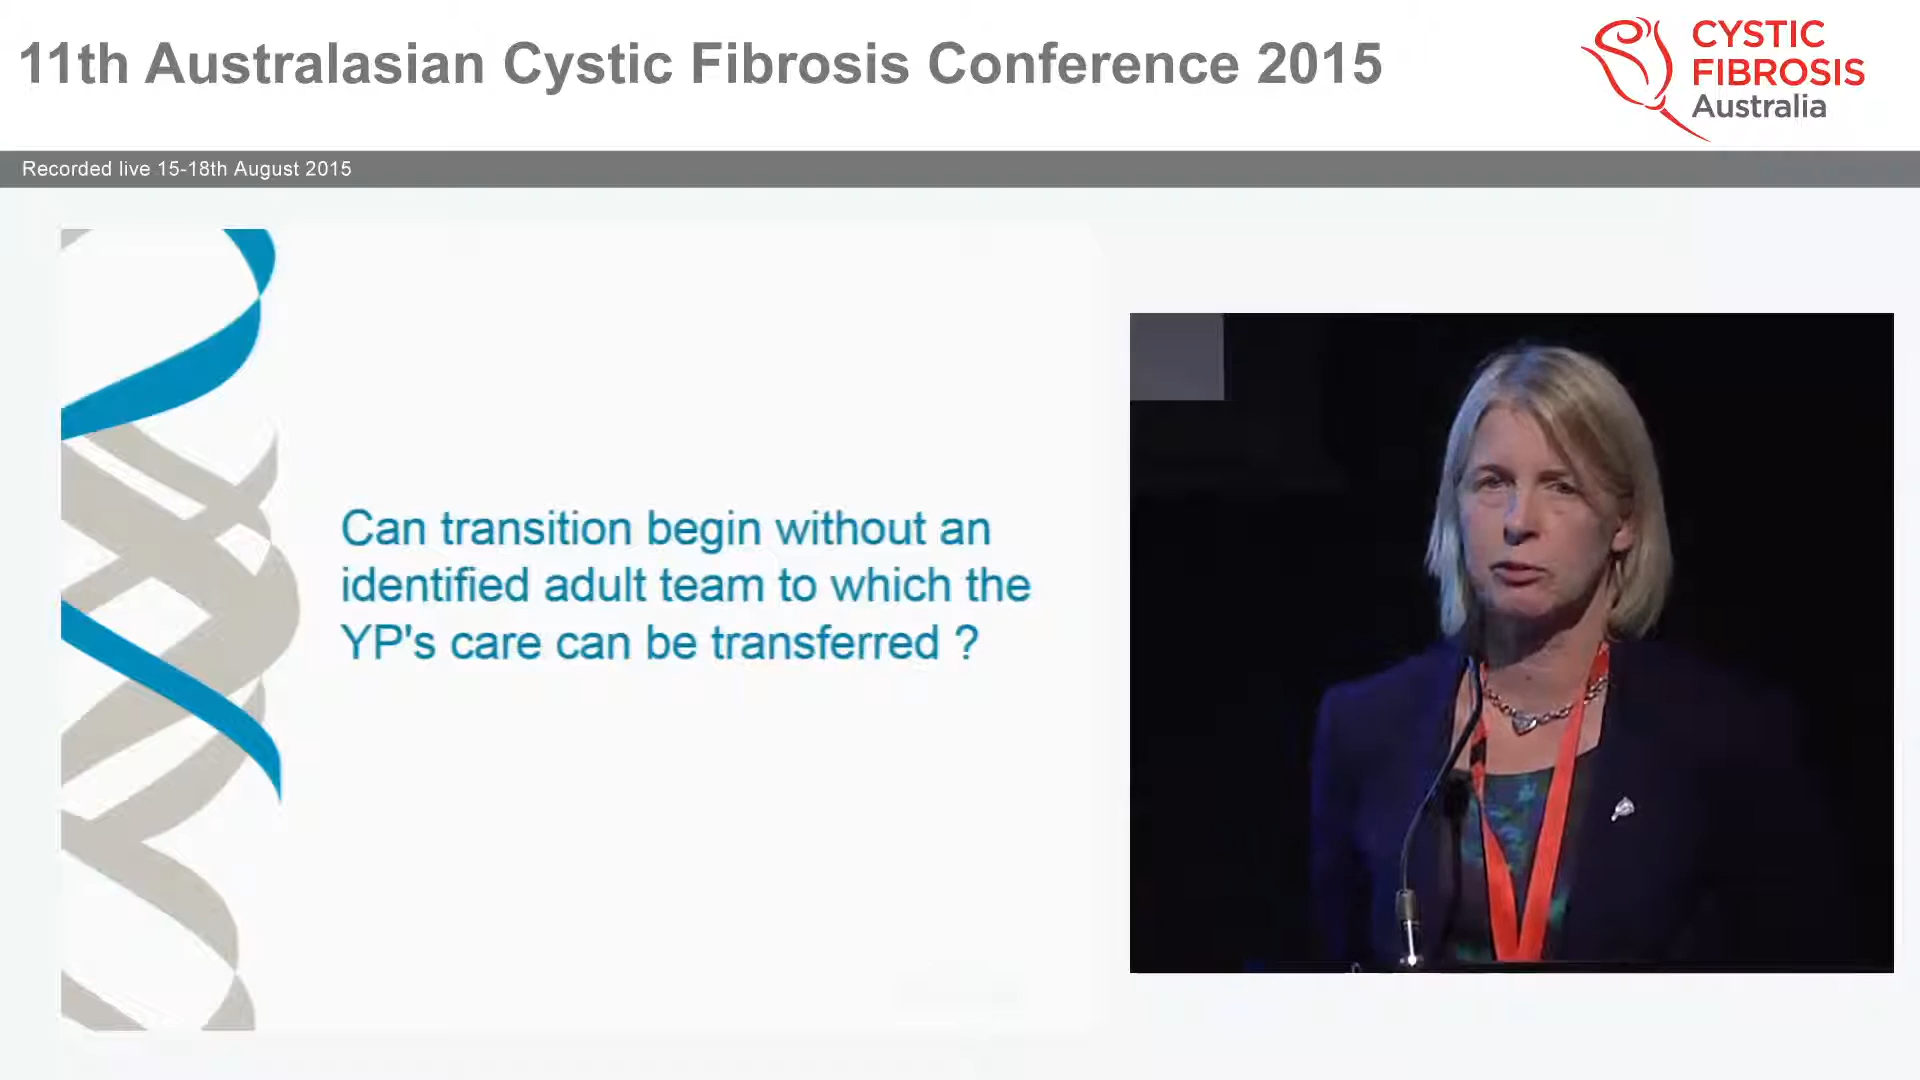 11th Australasian Cystic Fibrosis Conference 2015
CYSTIC
FIBROSIS
Australia
Recorded live 15-18th August 2015
Can transition begin without an
identified adult team to which the
YP's care can be transferred ?